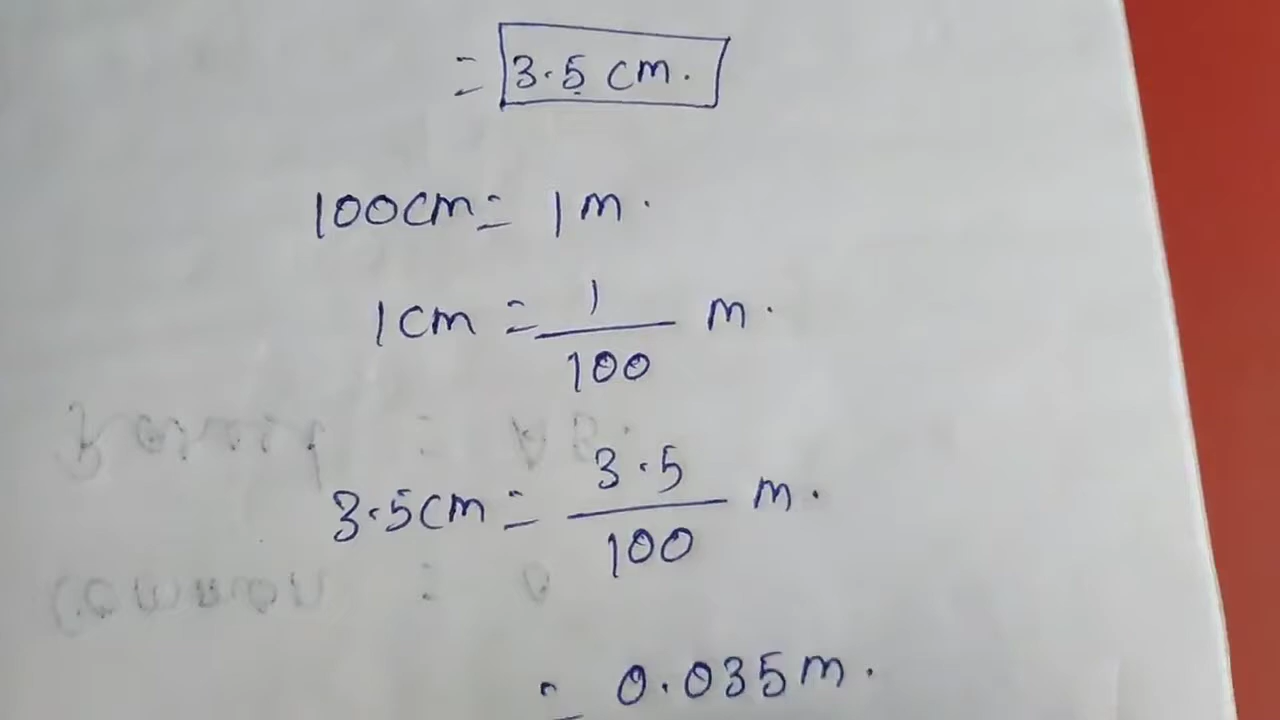 = 3.5 cm.
100cm = 1m.
1cm = 1/100 m.
3.5cm = 3.5/100 m.
= 0.035m.